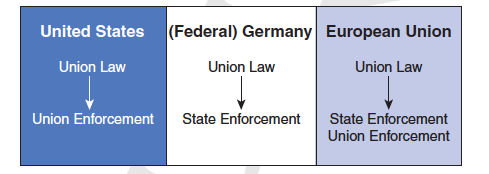 United States
Union Law
Union Enforcement
(Federal) Germany
Union Law
State Enforcement
European Union
Union Law
State Enforcement
Union Enforcement